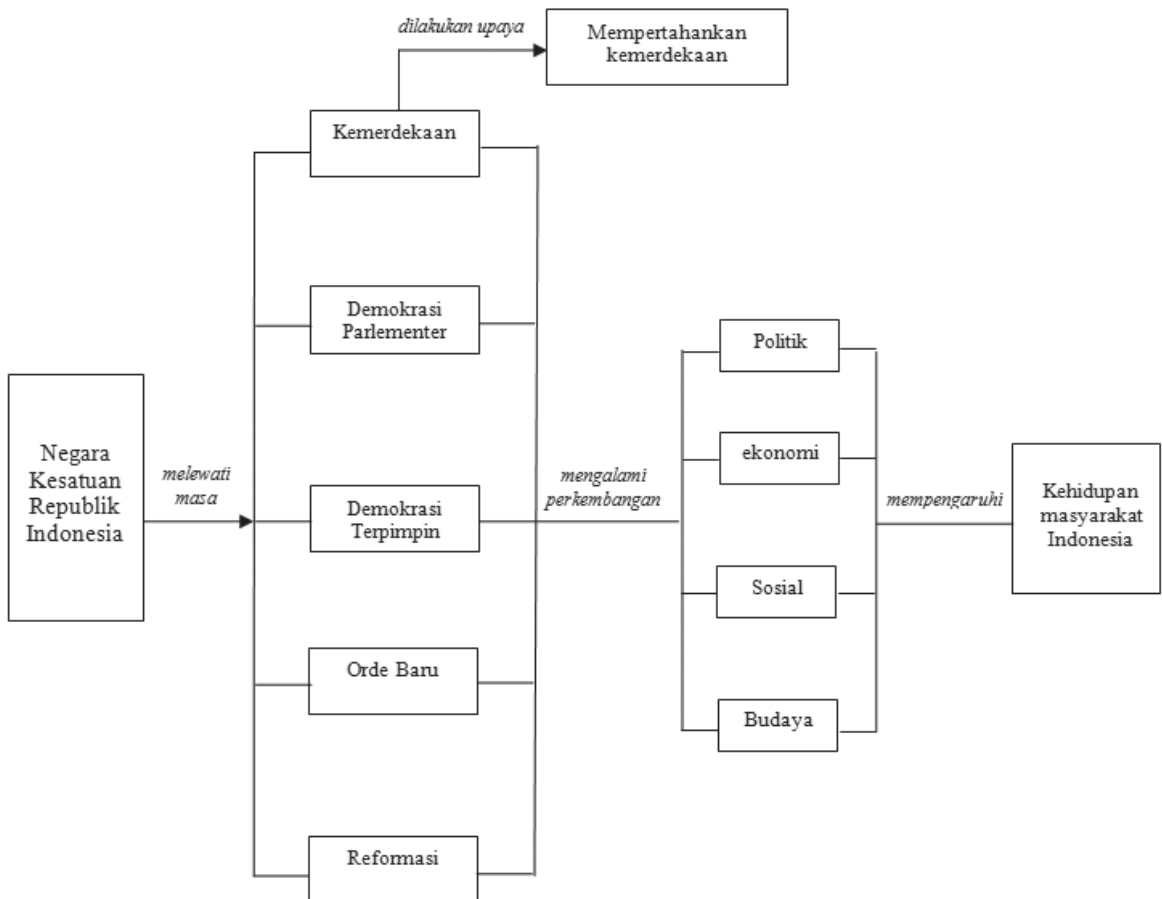 dilakukan upaya
Mempertahankan
kemerdekaan
Kemerdekaan
Demokrasi
Parlementer
Negara
Kesatuan
Republik
Indonesia
melewati
masa
Demokrasi
Terpimpin
Orde Baru
Reformasi
mengalami
perkembangan
Politik
ekonomi
Sosial
Budaya
mempengaruhi
Kehidupan
masyarakat
Indonesia